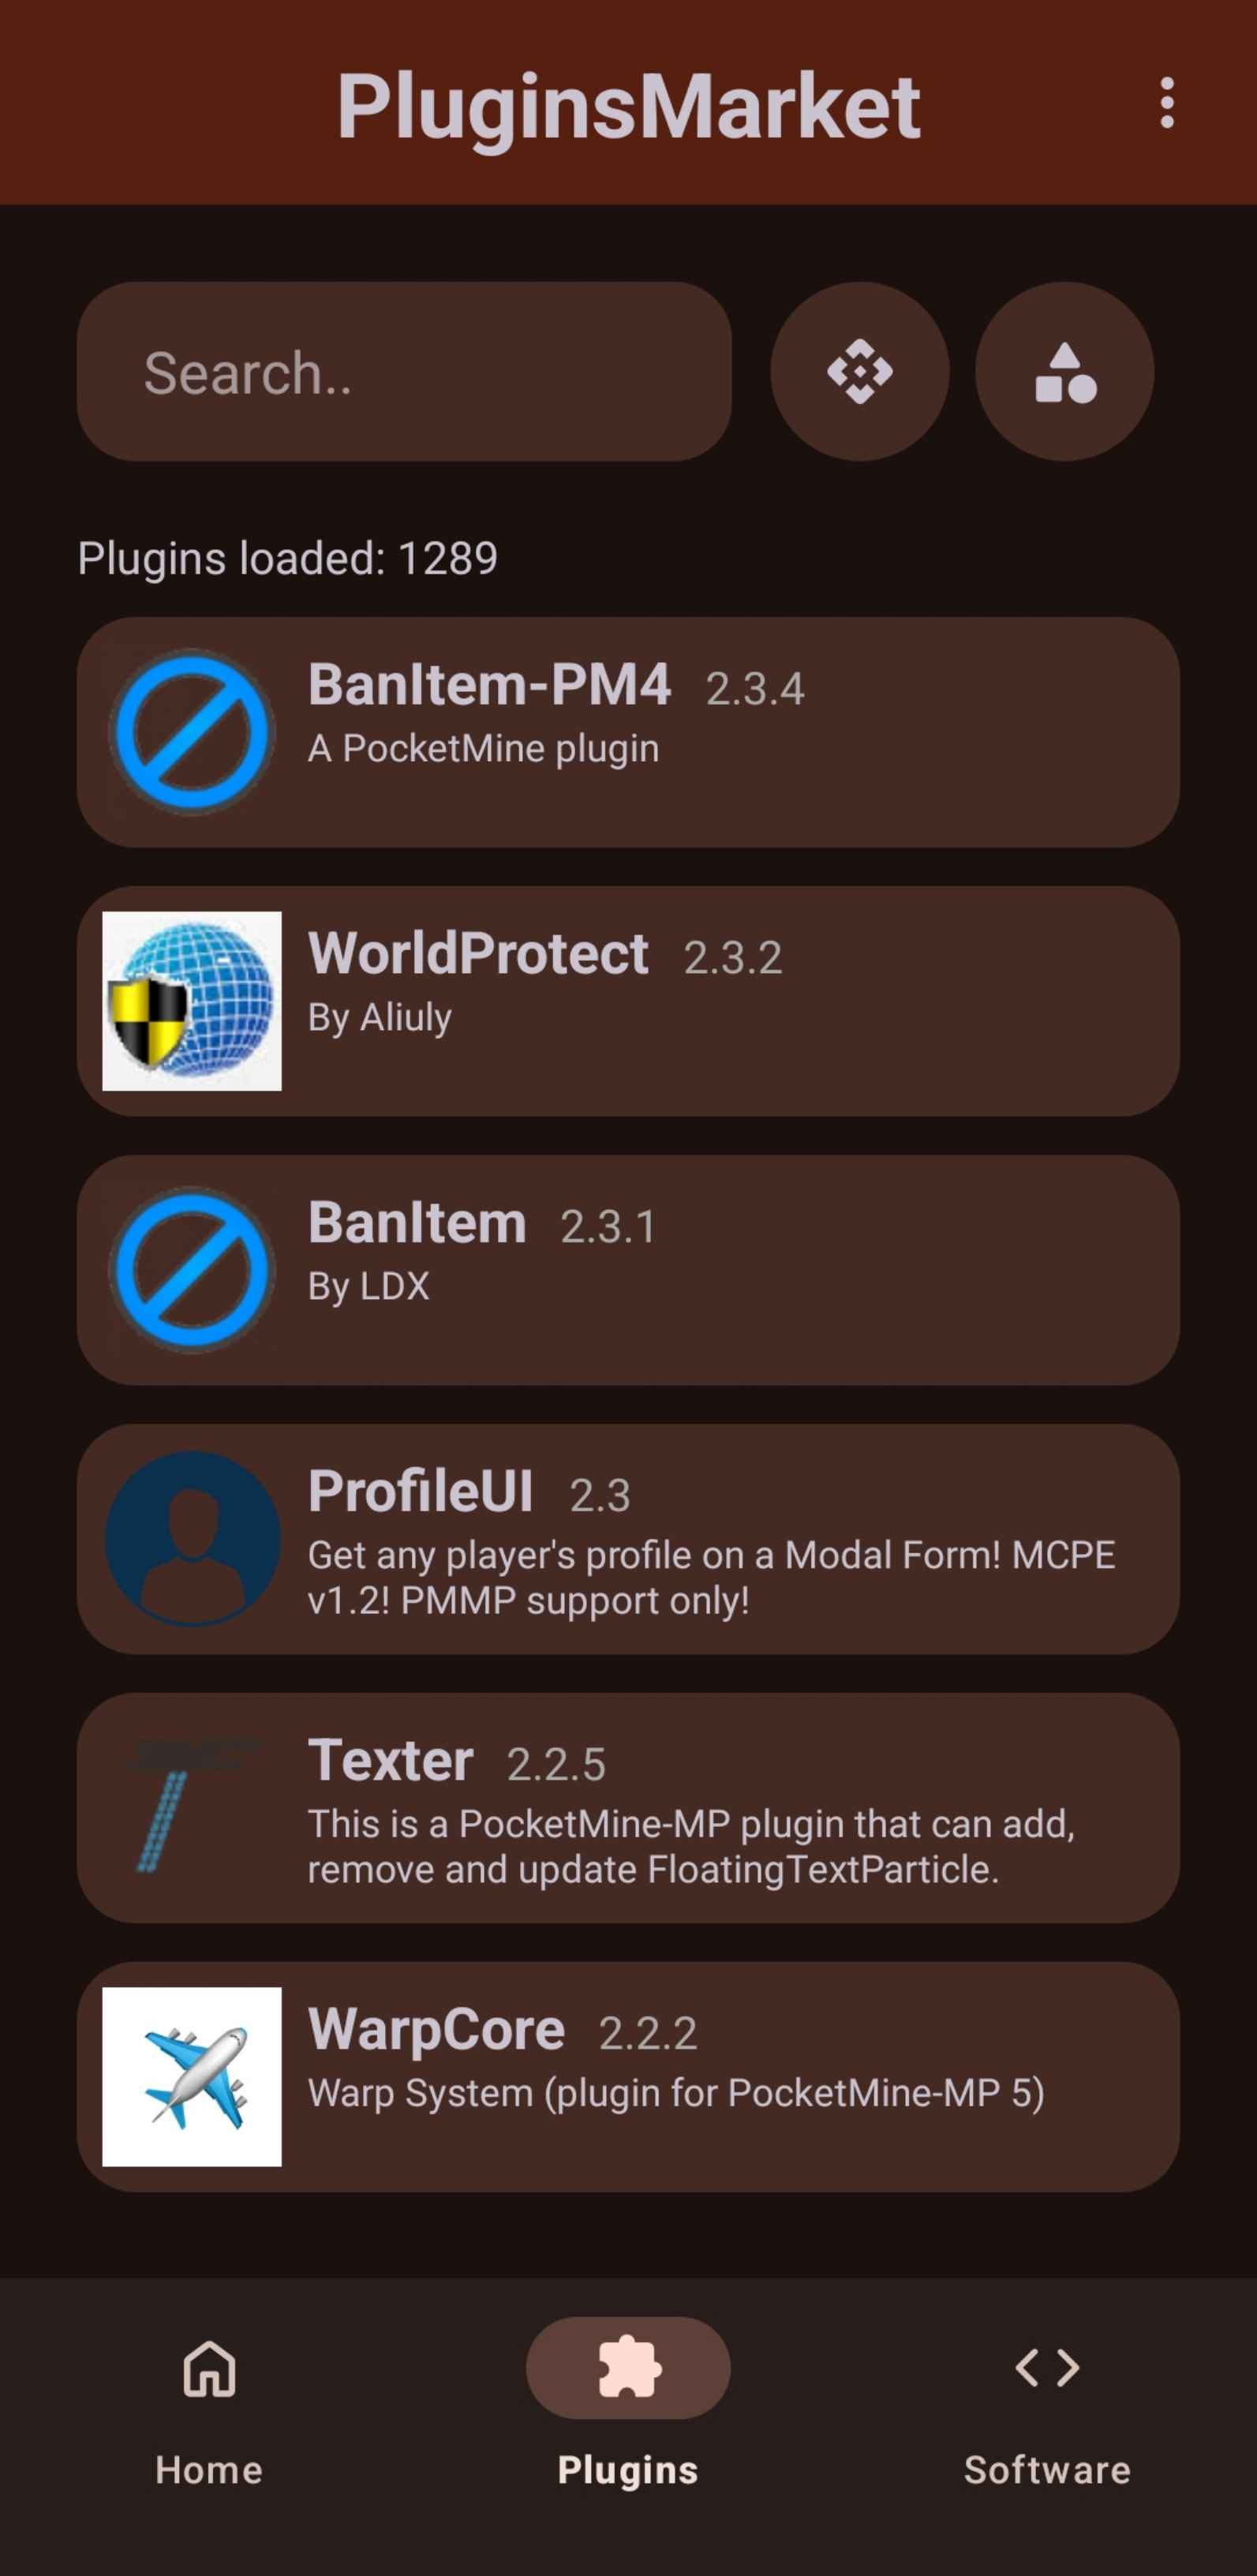 PluginsMarket
Search..
Plugins loaded: 1289
BanItem-PM4 2.3.4
A PocketMine plugin
WorldProtect 2.3.2
By Aliuly
BanItem 2.3.1
By LDX
ProfileUI 2.3
Get any player's profile on a Modal Form! MCPE
v1.2! PMMP support only!
Texter 2.2.5
This is a PocketMine-MP plugin that can add,
remove and update FloatingTextParticle.
WarpCore 2.2.2
Warp System (plugin for PocketMine-MP 5)
Home
Plugins
Software